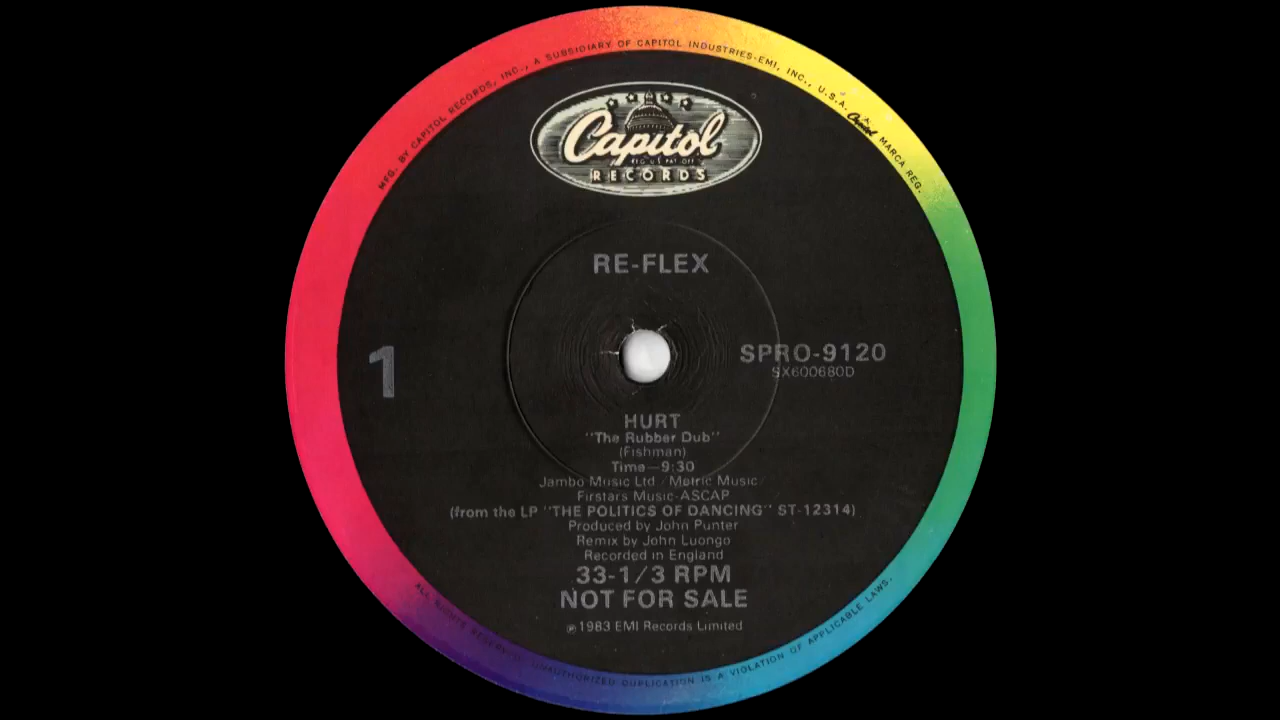 MFG. BY CAPITOL RECORDS, INC., A SUBSIDIARY OF CAPITOL INDUSTRIES-EMI, INC., U.S.A. Capitol MARCA REG.
Capitol
REG. U.S. PAT. OFF.
RECORDS
RE-FLEX
1
SPRO-9120
SX600680D
HURT
"The Rubber Dub"
(Fishman)
Time—9:30
Jambo Music Ltd / Metric Music/
Firstars Music-ASCAP
(from the LP "THE POLITICS OF DANCING" ST-12314)
Produced by John Punter
Remix by John Luongo
Recorded in England
33-1/3 RPM
NOT FOR SALE
℗1983 EMI Records Limited
ALL RIGHTS RESERVED. UNAUTHORIZED DUPLICATION IS A VIOLATION OF APPLICABLE LAWS.